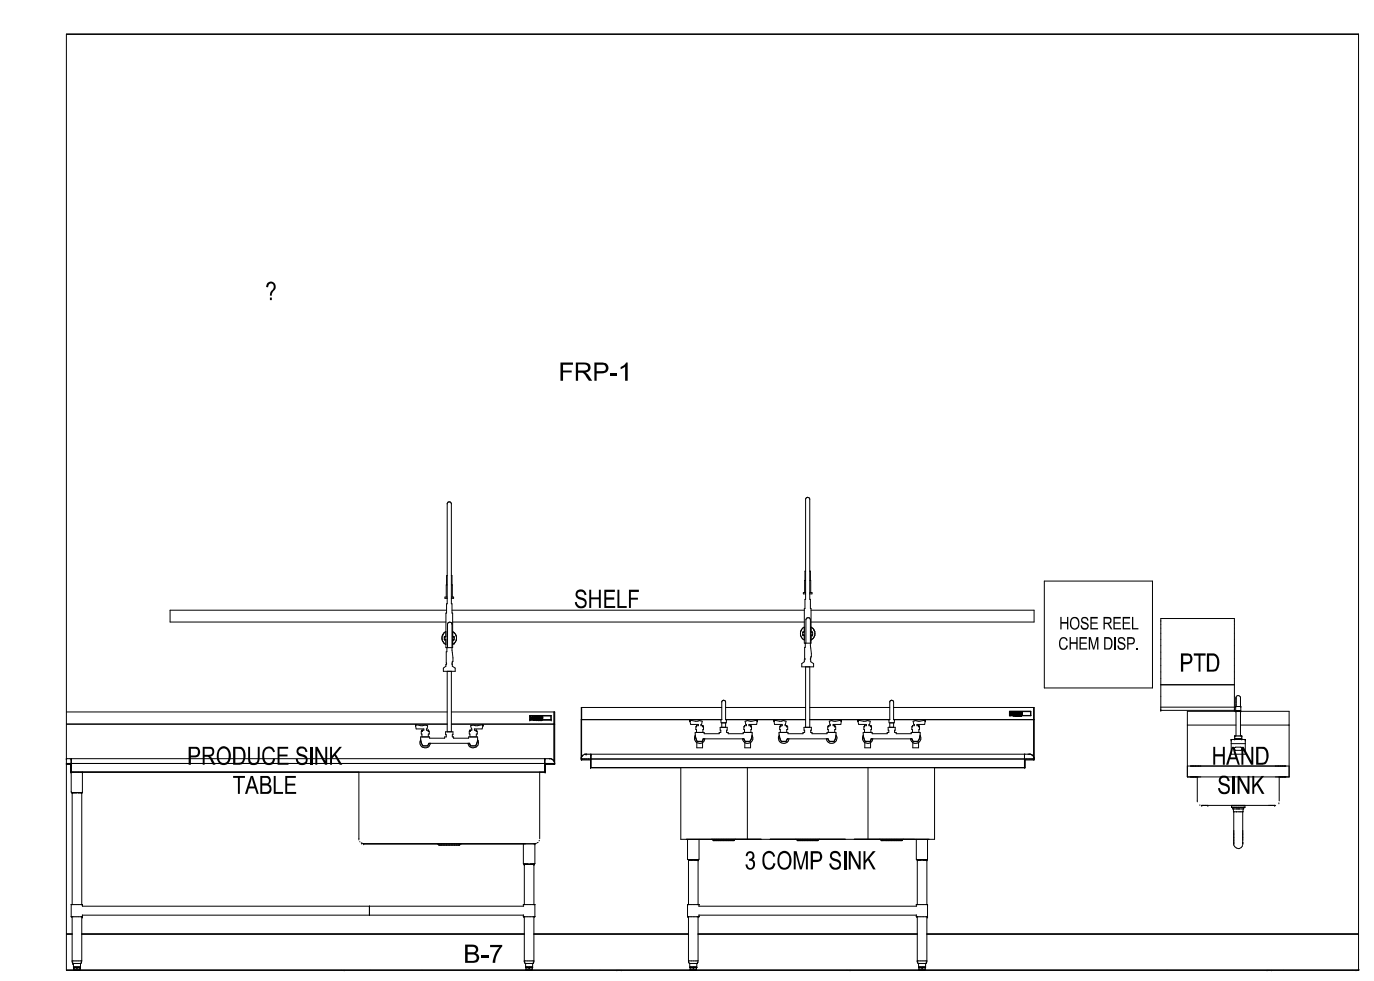 ?
FRP-1
SHELF
HOSE REEL
CHEM DISP.
PTD
PRODUCE SINK
TABLE
HAND
SINK
3 COMP SINK
B-7